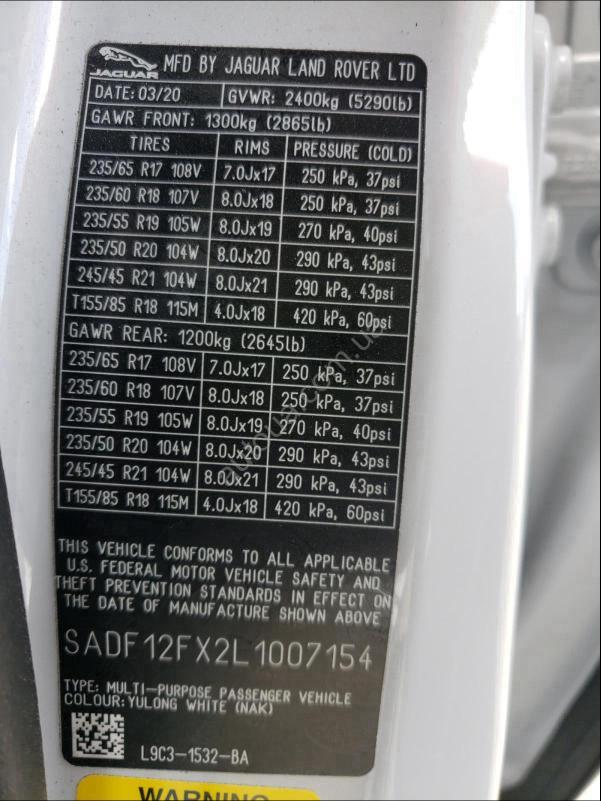 JAGUAR MFD BY JAGUAR LAND ROVER LTD
DATE: 03/20 GVWR: 2400kg (5290lb)
GAWR FRONT: 1300kg (2865lb)
TIRES RIMS PRESSURE (COLD)
235/65 R17 108V 7.0Jx17 250 kPa, 37psi
235/60 R18 107V 8.0Jx18 250 kPa, 37psi
235/55 R19 105W 8.0Jx19 270 kPa, 40psi
235/50 R20 104W 8.0Jx20 290 kPa, 43psi
245/45 R21 104W 8.0Jx21 290 kPa, 43psi
T155/85 R18 115M 4.0Jx18 420 kPa, 60psi
GAWR REAR: 1200kg (2645lb)
235/65 R17 108V 7.0Jx17 250 kPa, 37psi
235/60 R18 107V 8.0Jx18 250 kPa, 37psi
235/55 R19 105W 8.0Jx19 270 kPa, 40psi
235/50 R20 104W 8.0Jx20 290 kPa, 43psi
245/45 R21 104W 8.0Jx21 290 kPa, 43psi
T155/85 R18 115M 4.0Jx18 420 kPa, 60psi
THIS VEHICLE CONFORMS TO ALL APPLICABLE
U.S. FEDERAL MOTOR VEHICLE SAFETY AND
THEFT PREVENTION STANDARDS IN EFFECT ON
THE DATE OF MANUFACTURE SHOWN ABOVE
SADF12FX2L1007154
TYPE: MULTI-PURPOSE PASSENGER VEHICLE
COLOUR:YULONG WHITE (NAK)
L9C3-1532-BA
WARNING